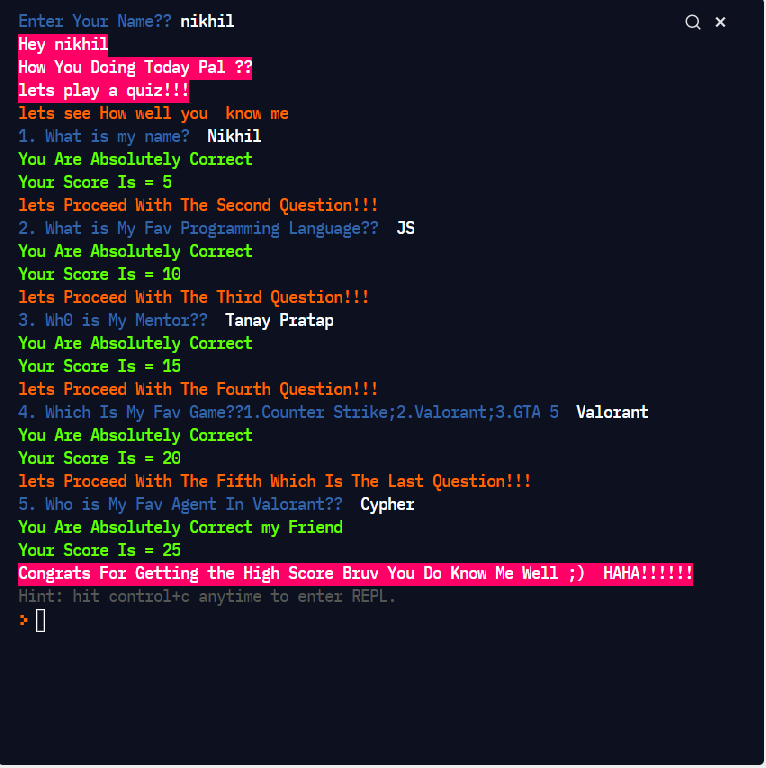 Enter Your Name?? nikhil
Hey nikhil
How You Doing Today Pal ??
lets play a quiz!!!
lets see How well you  know me
1. What is my name?  Nikhil
You Are Absolutely Correct
Your Score Is = 5
lets Proceed With The Second Question!!!
2. What is My Fav Programming Language??  JS
You Are Absolutely Correct
Your Score Is = 10
lets Proceed With The Third Question!!!
3. Wh0 is My Mentor??  Tanay Pratap
You Are Absolutely Correct
Your Score Is = 15
lets Proceed With The Fourth Question!!!
4. Which Is My Fav Game??1.Counter Strike;2.Valorant;3.GTA 5  Valorant
You Are Absolutely Correct
Your Score Is = 20
lets Proceed With The Fifth Which Is The Last Question!!!
5. Who is My Fav Agent In Valorant??  Cypher
You Are Absolutely Correct my Friend
Your Score Is = 25
Congrats For Getting the High Score Bruv You Do Know Me Well ;)  HAHA!!!!!!
Hint: hit control+c anytime to enter REPL.
>